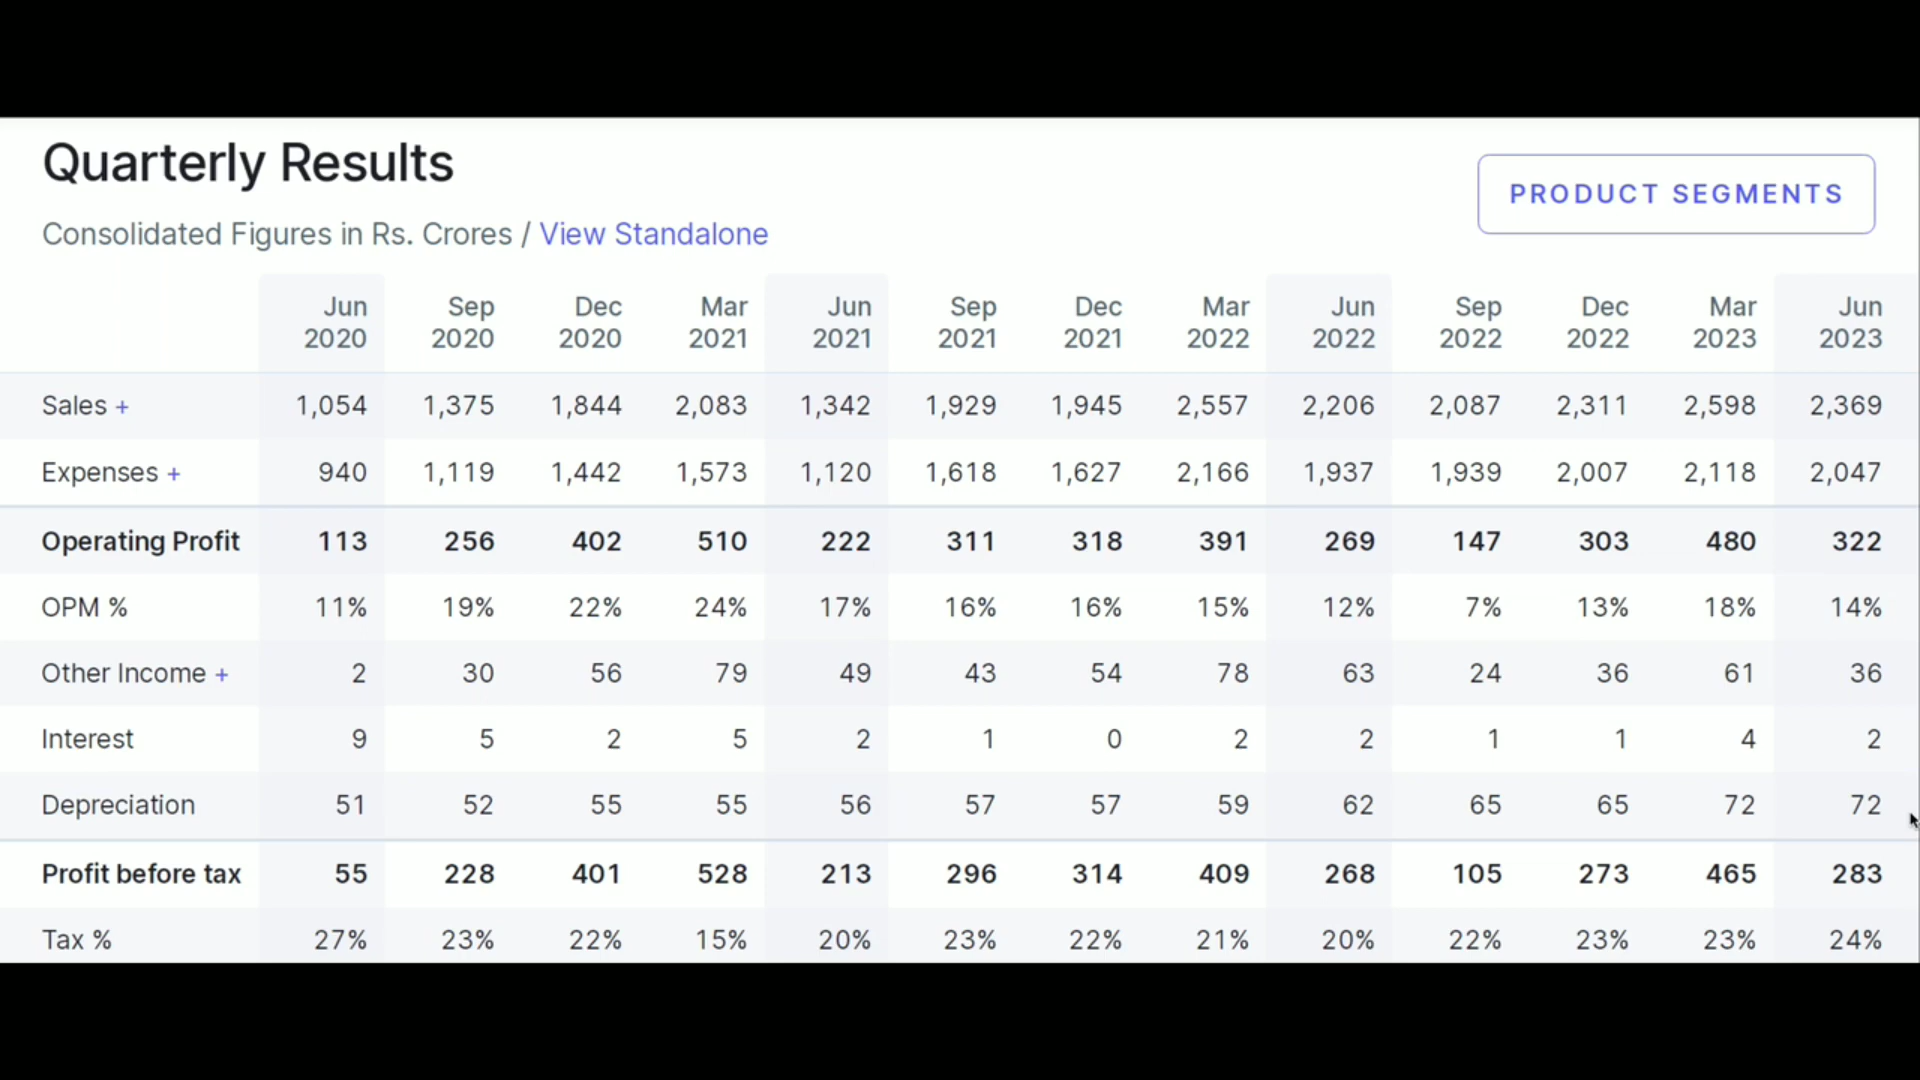 Quarterly Results
PRODUCT SEGMENTS
Consolidated Figures in Rs. Crores / View Standalone
Jun 2020 Sep 2020 Dec 2020 Mar 2021 Jun 2021 Sep 2021 Dec 2021 Mar 2022 Jun 2022 Sep 2022 Dec 2022 Mar 2023 Jun 2023
Sales + 1,054 1,375 1,844 2,083 1,342 1,929 1,945 2,557 2,206 2,087 2,311 2,598 2,369
Expenses + 940 1,119 1,442 1,573 1,120 1,618 1,627 2,166 1,937 1,939 2,007 2,118 2,047
Operating Profit 113 256 402 510 222 311 318 391 269 147 303 480 322
OPM % 11% 19% 22% 24% 17% 16% 16% 15% 12% 7% 13% 18% 14%
Other Income + 2 30 56 79 49 43 54 78 63 24 36 61 36
Interest 9 5 2 5 2 1 0 2 2 1 1 4 2
Depreciation 51 52 55 55 56 57 57 59 62 65 65 72 72
Profit before tax 55 228 401 528 213 296 314 409 268 105 273 465 283
Tax % 27% 23% 22% 15% 20% 23% 22% 21% 20% 22% 23% 23% 24%